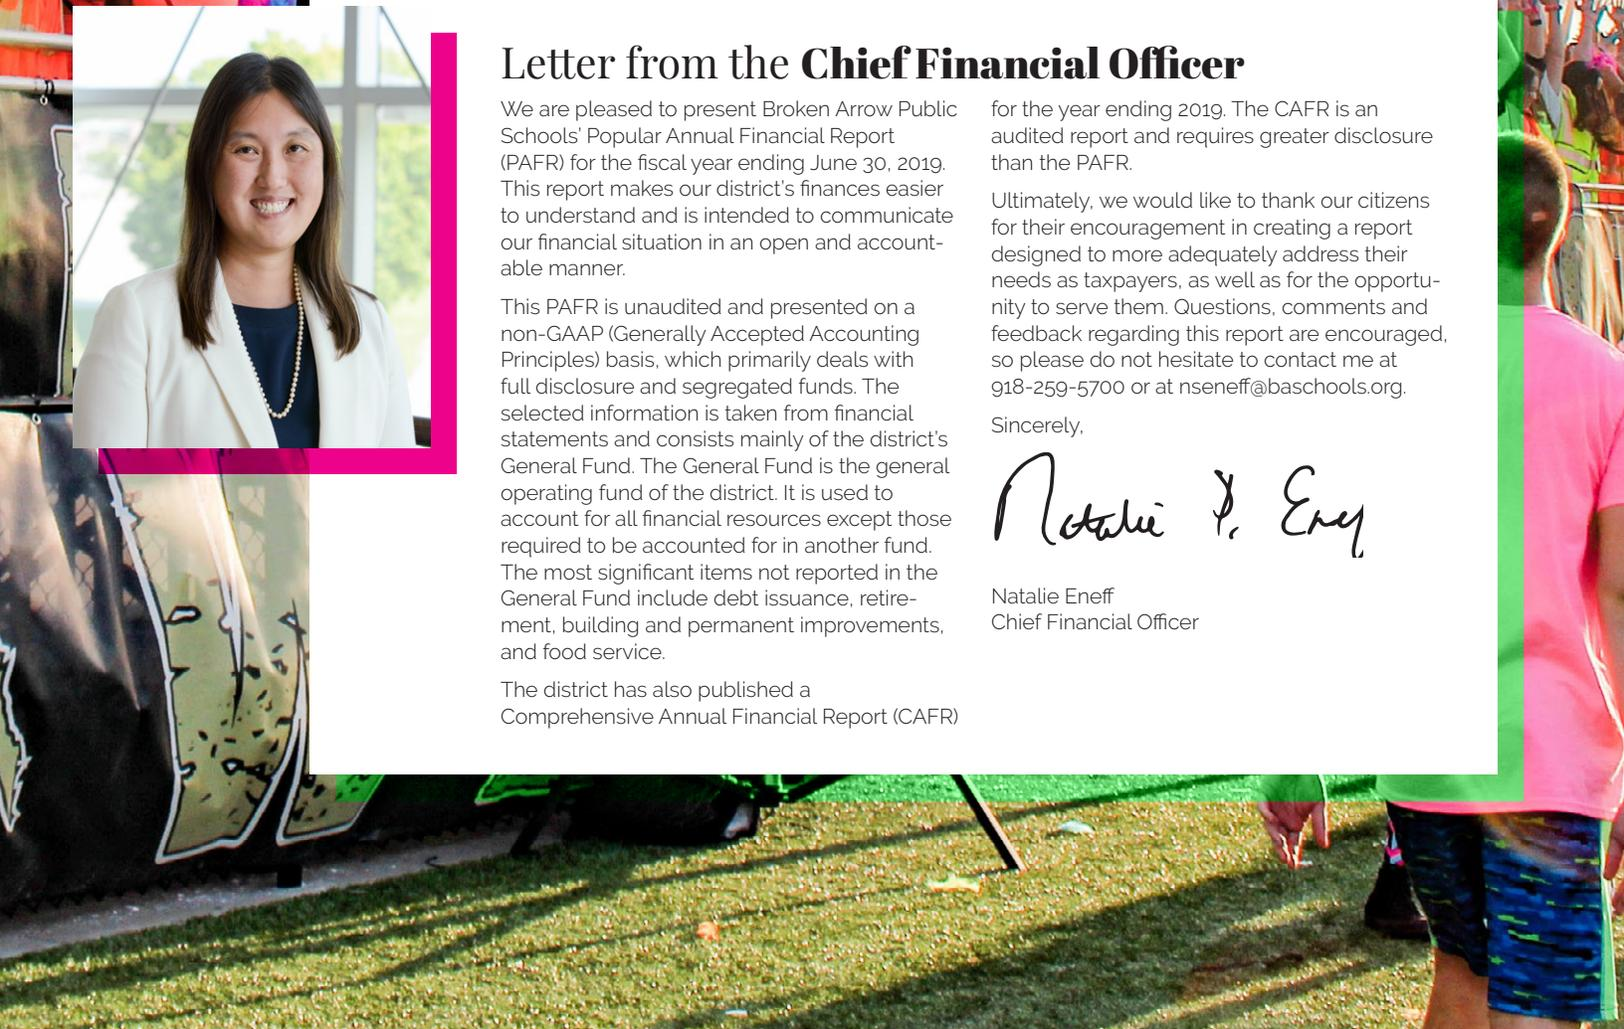 Letter from the Chief Financial Officer
We are pleased to present Broken Arrow Public
Schools' Popular Annual Financial Report
(PAFR) for the fiscal year ending June 30, 2019.
This report makes our district's finances easier
to understand and is intended to communicate
our financial situation in an open and account-
able manner.
This PAFR is unaudited and presented on a
non-GAAP (Generally Accepted Accounting
Principles) basis, which primarily deals with
full disclosure and segregated funds. The
selected information is taken from financial
statements and consists mainly of the district's
General Fund. The General Fund is the general
operating fund of the district. It is used to
account for all financial resources except those
required to be accounted for in another fund.
The most significant items not reported in the
General Fund include debt issuance, retire-
ment, building and permanent improvements,
and food service.
The district has also published a
Comprehensive Annual Financial Report (CAFR)
for the year ending 2019. The CAFR is an
audited report and requires greater disclosure
than the PAFR.
Ultimately, we would like to thank our citizens
for their encouragement in creating a report
designed to more adequately address their
needs as taxpayers, as well as for the opportu-
nity to serve them. Questions, comments and
feedback regarding this report are encouraged,
so please do not hesitate to contact me at
918-259-5700 or at nseneff@baschools.org.
Sincerely,
Natalie P.
Natalie Eneff
Chief Financial Officer